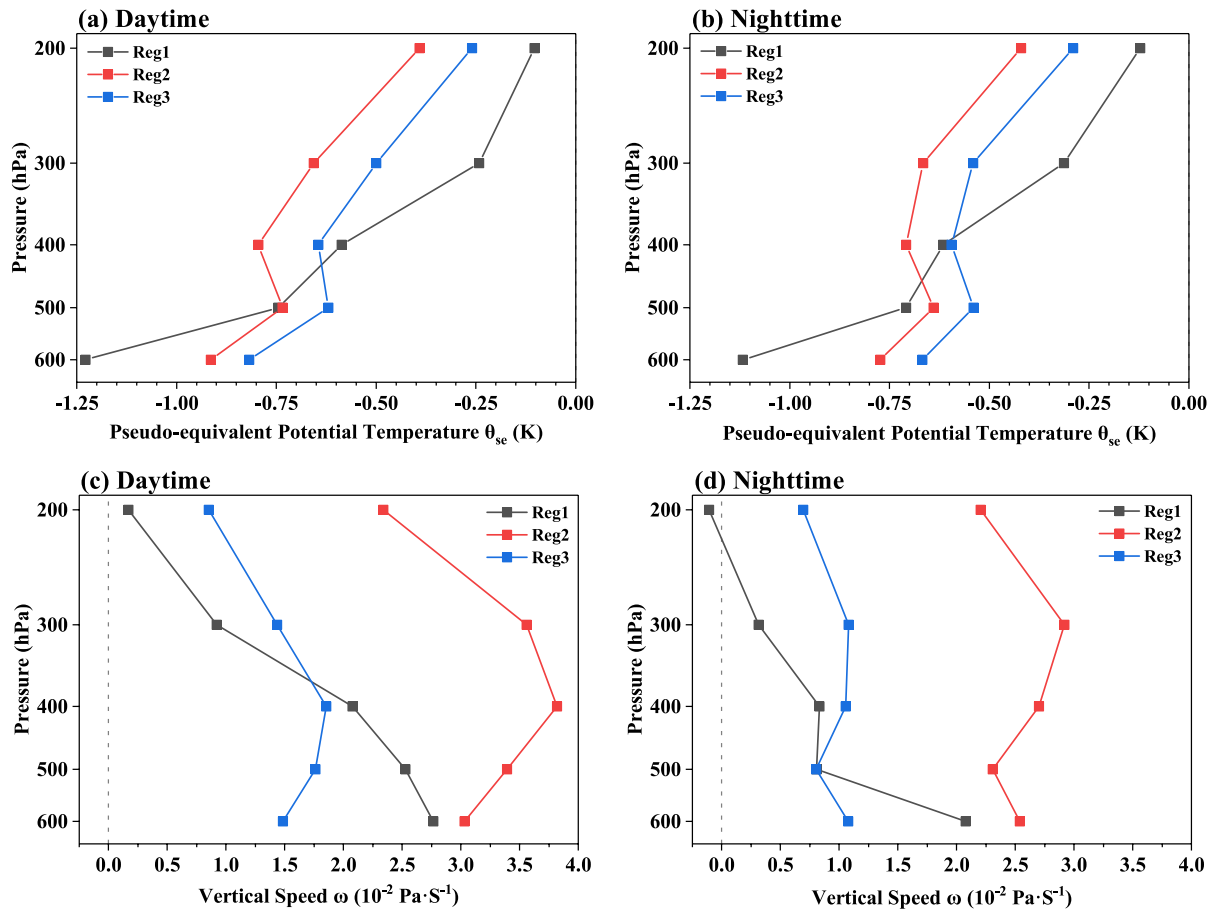 (a) Daytime
Reg1
Reg2
Reg3
200
300
400
500
600
Pressure (hPa)
-1.25 -1.00 -0.75 -0.50 -0.25 0.00
Pseudo-equivalent Potential Temperature θse (K)
(b) Nighttime
Reg1
Reg2
Reg3
200
300
400
500
600
Pressure (hPa)
-1.25 -1.00 -0.75 -0.50 -0.25 0.00
Pseudo-equivalent Potential Temperature θse (K)
(c) Daytime
Reg1
Reg2
Reg3
200
300
400
500
600
Pressure (hPa)
0.0 1.0 1.5 2.0 2.5 3.0 3.5 4.0
Vertical Speed ω (10-2 Pa·S-1)
(d) Nighttime
Reg1
Reg2
Reg3
200
300
400
500
600
Pressure (hPa)
0.0 1.0 1.5 2.0 2.5 3.0 3.5 4.0
Vertical Speed ω (10-2 Pa·S-1)